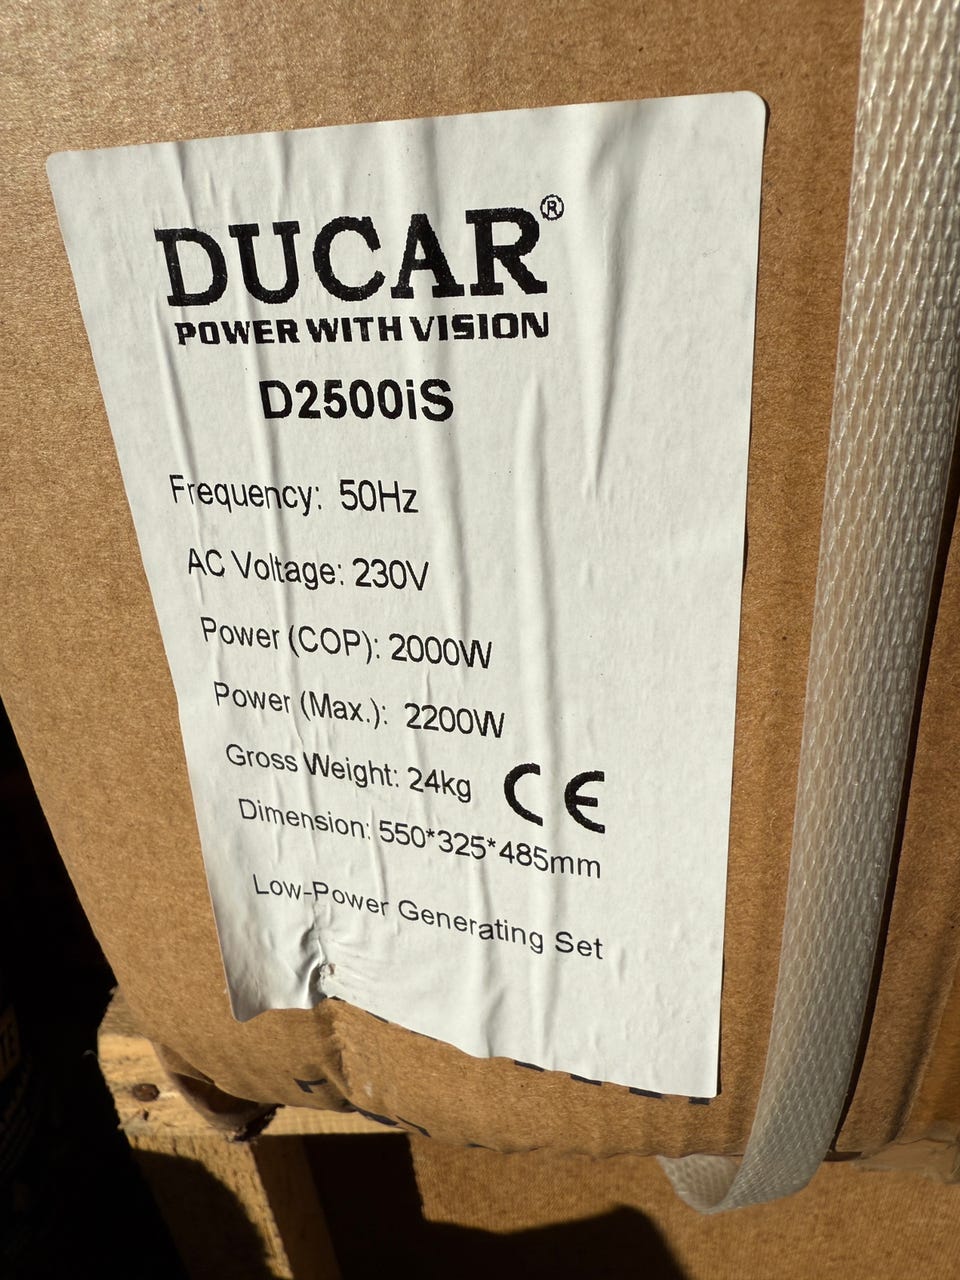 DUCAR®
POWER WITH VISION
D2500iS
Frequency: 50Hz
AC Voltage: 230V
Power (COP): 2000W
Power (Max.): 2200W
Gross Weight: 24kg CE
Dimension: 550*325*485mm
Low-Power Generating Set